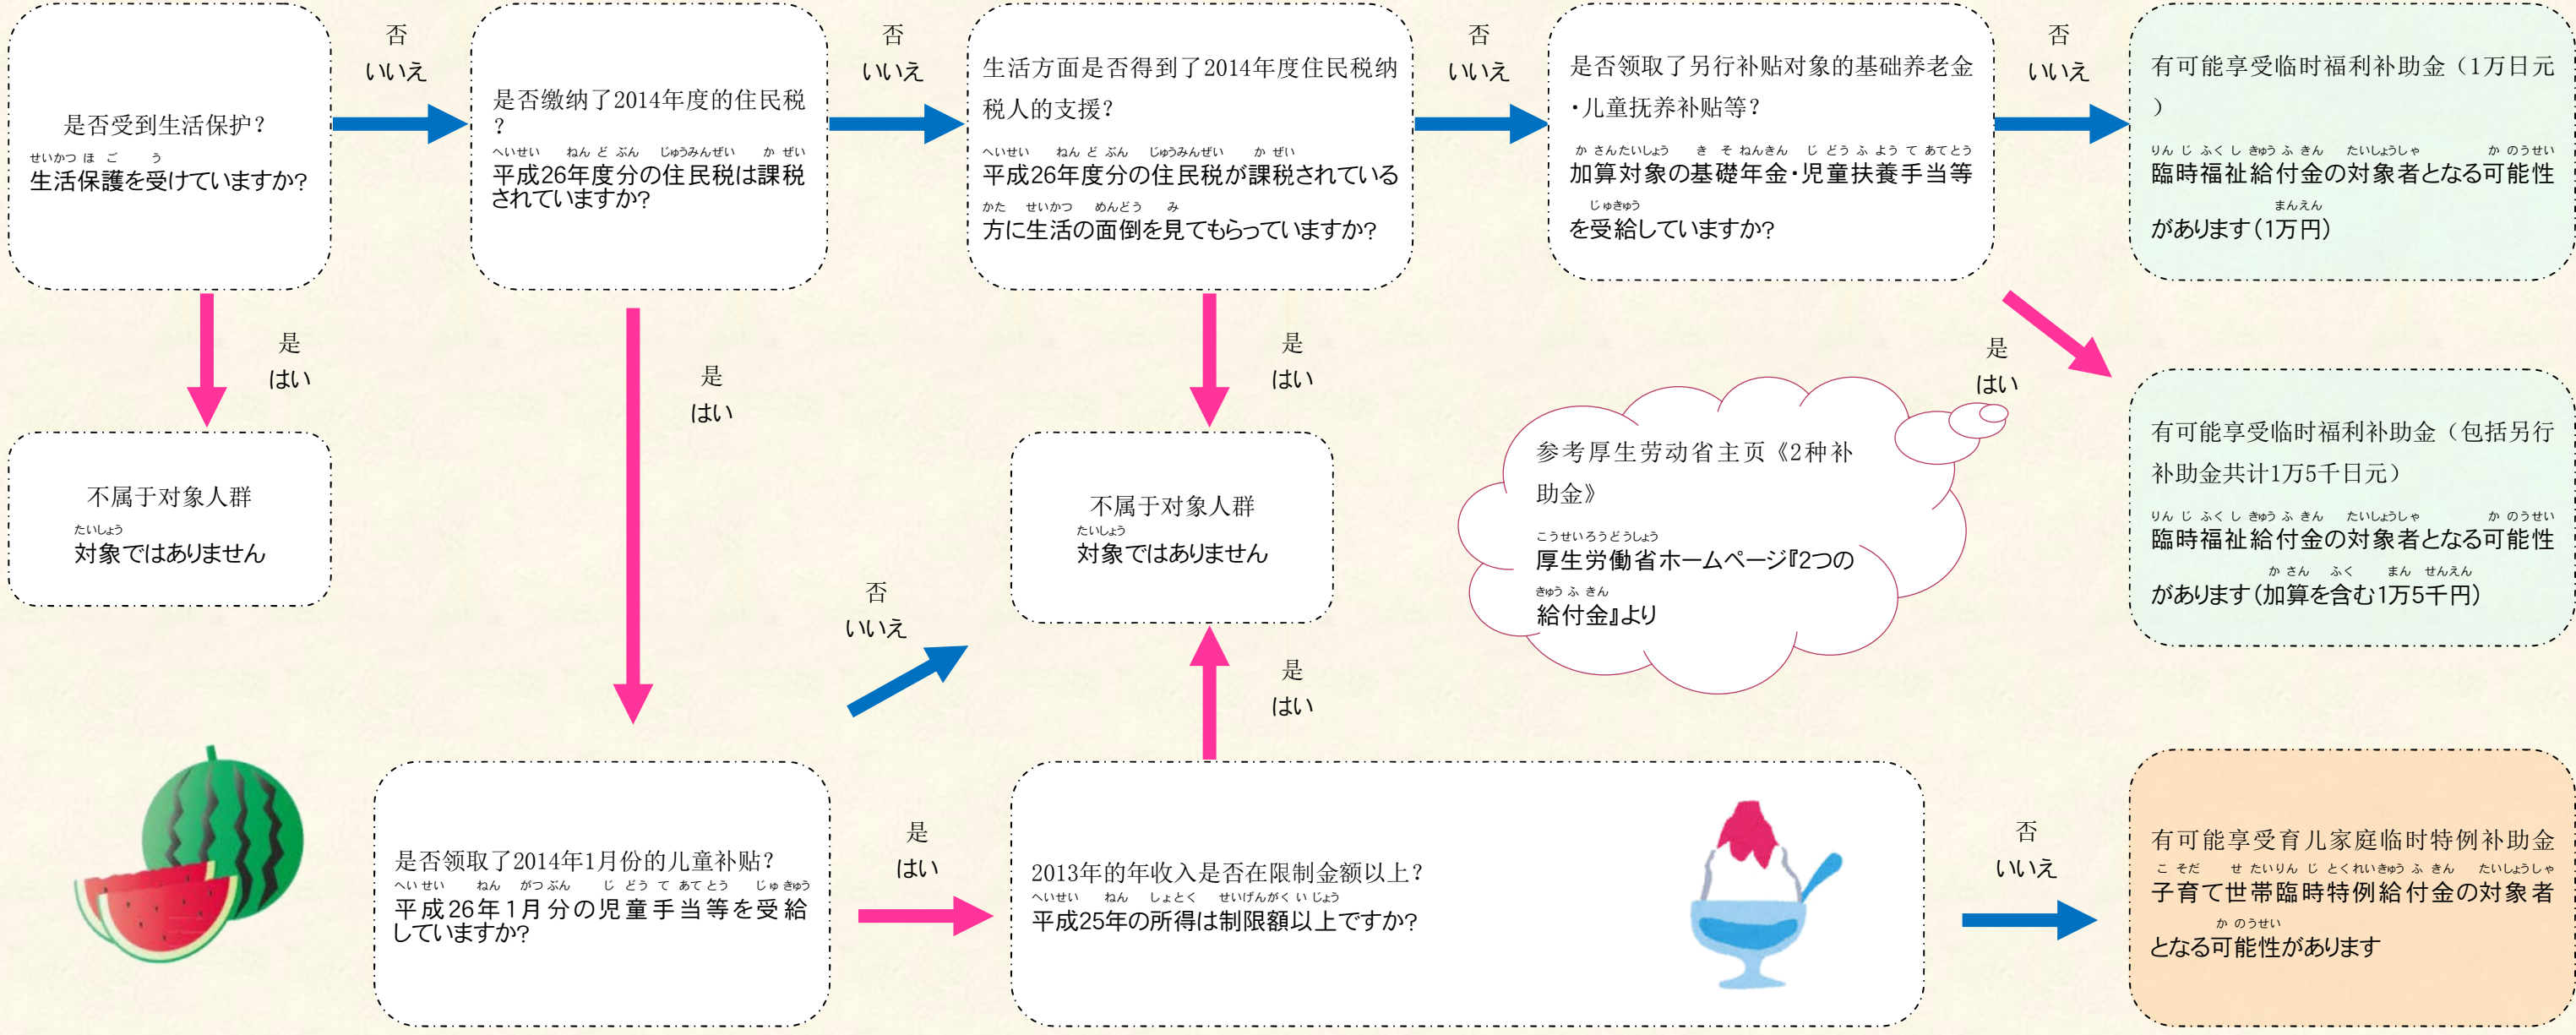 是否受到生活保护？
せいかつ ほ ご う
生活保護を受けていますか？
否
いいえ
是否缴纳了2014年度的住民税
？
へいせい ねん ど ぶん じゅうみんぜい か ぜい
平成26年度分の住民税は課税
されていますか？
否
いいえ
生活方面是否得到了2014年度住民税纳
税人的支援？
へいせい ねん ど ぶん じゅうみんぜい か ぜい
平成26年度分の住民税が課税されている
かた せいかつ めんどう み
方に生活の面倒を見てもらっていますか？
否
いいえ
是否领取了另行补贴对象的基础养老金
・儿童抚养补贴等？
か さんたいしょう き そ ねんきん じ どう ふ よう て あてとう
加算対象の基礎年金・児童扶養手当等
じゅきゅう
を受給していますか？
否
いいえ
有可能享受临时福利补助金（1万日元
）
りん じ ふく し きゅう ふ きん たいしょうしゃ か のうせい
臨時福祉給付金の対象者となる可能性
まんえん
があります（1万円）
是
はい
是
はい
是
はい
是
はい
不属于对象人群
たいしょう
対象ではありません
不属于对象人群
たいしょう
対象ではありません
参考厚生劳动省主页《2种补
助金》
こうせいろうどうしょう
厚生労働省ホームページ『2つの
きゅう ふ きん
給付金』より
有可能享受临时福利补助金（包括另行
补助金共计1万5千日元）
りん じ ふく し きゅう ふ きん たいしょうしゃ か のうせい
臨時福祉給付金の対象者となる可能性
か さん ふく まん せんえん
があります（加算を含む1万5千円）
否
いいえ
是
はい
是否领取了2014年1月份的儿童补贴？
へいせい ねん がつ ぶん じ どう て あて とう じゅ きゅう
平成26年1月分の児童手当等を受給
していますか？
是
はい
2013年的年收入是否在限制金额以上？
へいせい ねん しょとく せいげんがく い じょう
平成25年の所得は制限額以上ですか？
否
いいえ
有可能享受育儿家庭临时特例补助金
こ そだ せ たいりん じ とくれいきゅう ふ きん たいしょうしゃ
子育て世帯臨時特例給付金の対象者
か のうせい
となる可能性があります